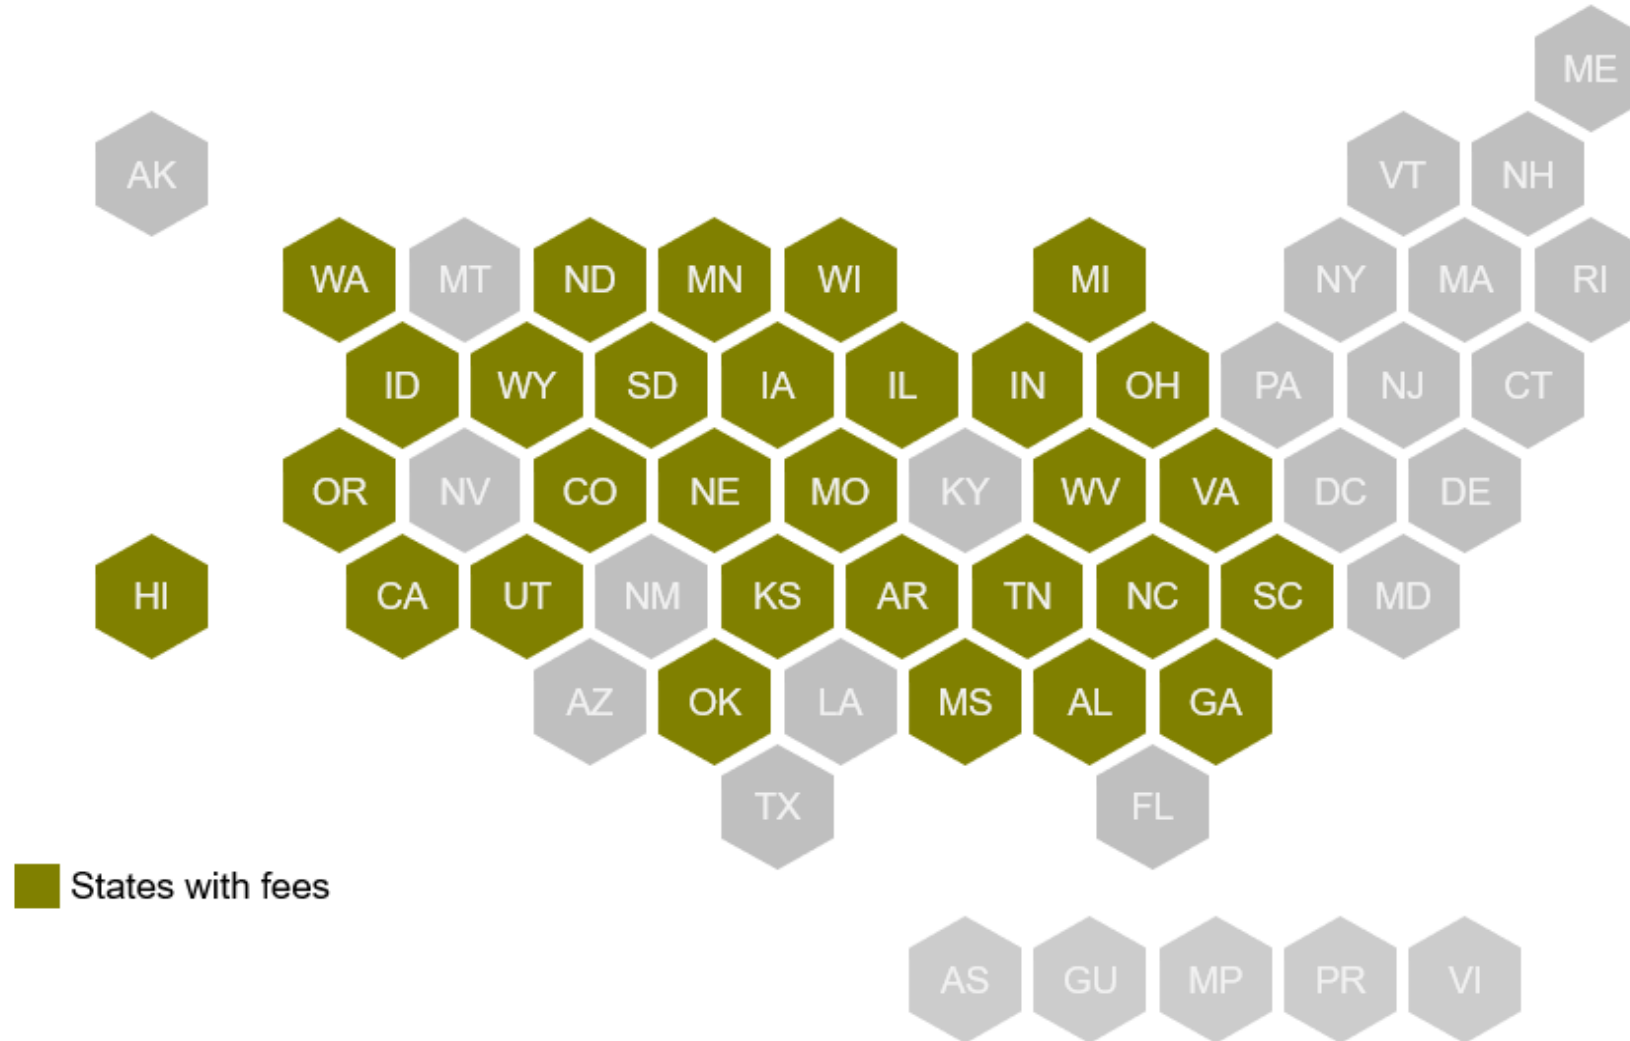 ME
AK VT NH
WA MT ND MN WI MI NY MA RI
ID WY SD IA IL IN OH PA NJ CT
OR NV CO NE MO KY WV VA DC DE
HI CA UT NM KS AR TN NC SC MD
AZ OK LA MS AL GA
TX FL
States with fees
AS GU MP PR VI